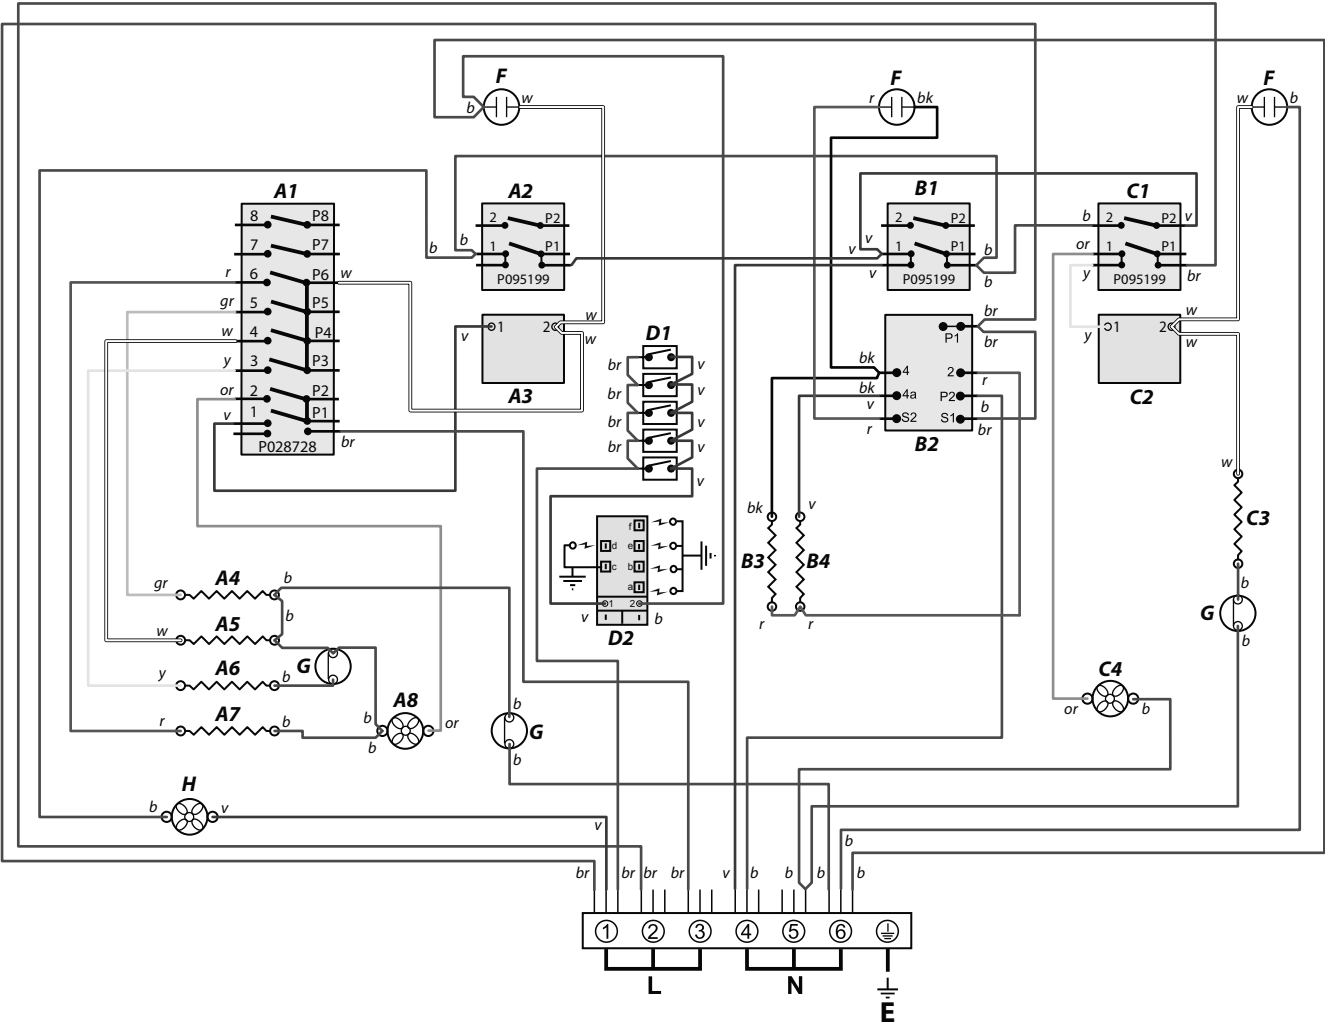 F
w
b
F
r
bk
F
w
b
A1
8
P8
7
P7
r
6
P6
w
gr
5
P5
w
4
P4
y
3
P3
or
2
P2
v
1
P1
br
P028728
A2
b
b
2
P2
1
P1
P095199
w
w
v
1
2
A3
B1
v
v
v
2
P2
1
P1
b
b
P095199
C1
b
2
P2
v
or
1
P1
y
br
P095199
D1
br
v
br
v
br
v
br
v
v
br
br
P1
bk
4
2
r
bk
4a
P2
b
v
S2
S1
br
r
B2
w
w
y
1
2
C2
w
C3
b
G
b
f
d
e
c
b
a
1
2
v
b
D2
bk
v
B3
B4
r
r
gr
A4
b
b
w
A5
y
A6
b
G
r
A7
b
b
b
A8
or
b
G
b
C4
or
b
H
b
v
v
br
br
br
br
v
b
b
b
b
b
1
2
3
4
5
6
L
N
E